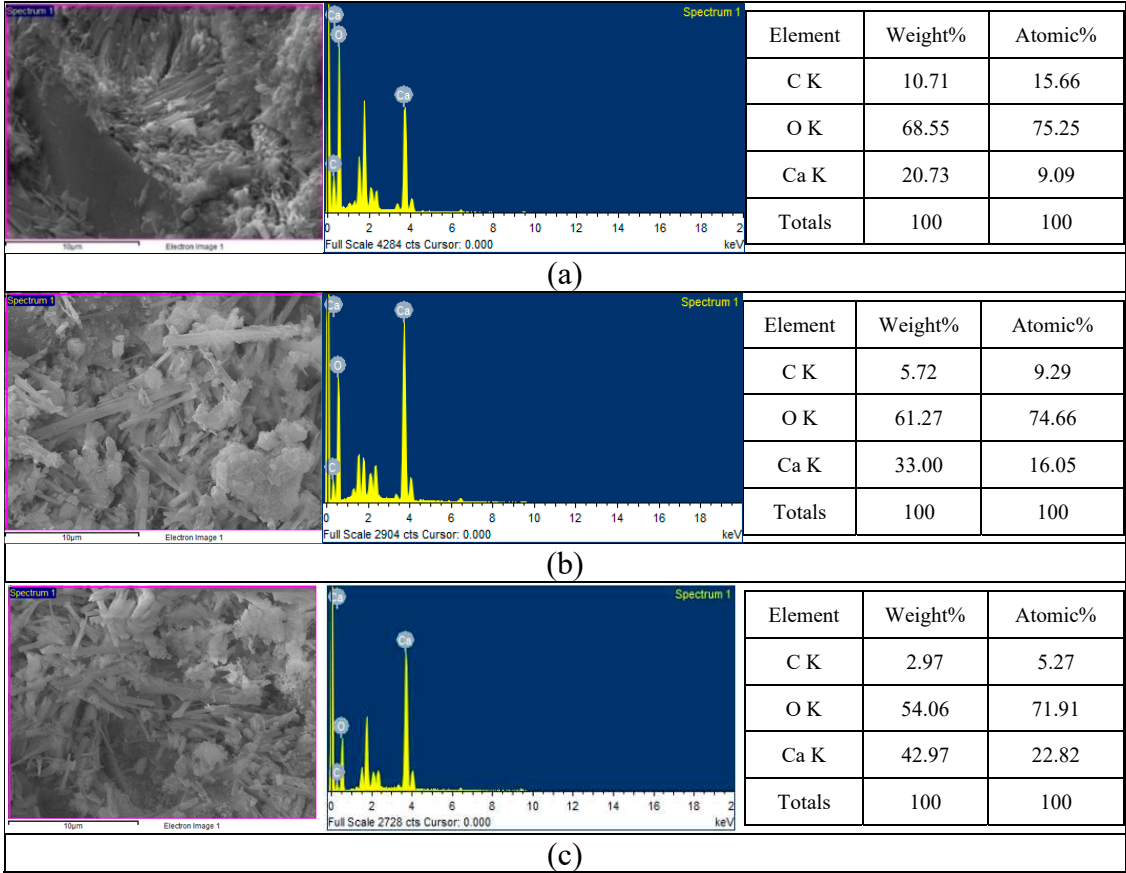 Spectrum 1
10µm Electron Image 1
Ca
O
C
Ca
Spectrum 1
0 2 4 6 8 10 12 14 16 18 2
Full Scale 4284 cts Cursor: 0.000 keV
Element Weight% Atomic%
C K 10.71 15.66
O K 68.55 75.25
Ca K 20.73 9.09
Totals 100 100
(a)
Spectrum 1
10µm Electron Image 1
Ca
O
C
Ca
Spectrum 1
0 2 4 6 8 10 12 14 16 18
Full Scale 2904 cts Cursor: 0.000 keV
Element Weight% Atomic%
C K 5.72 9.29
O K 61.27 74.66
Ca K 33.00 16.05
Totals 100 100
(b)
Spectrum 1
10µm Electron Image 1
Ca
O
C
Ca
Spectrum 1
0 2 4 6 8 10 12 14 16 18 2
Full Scale 2728 cts Cursor: 0.000 keV
Element Weight% Atomic%
C K 2.97 5.27
O K 54.06 71.91
Ca K 42.97 22.82
Totals 100 100
(c)